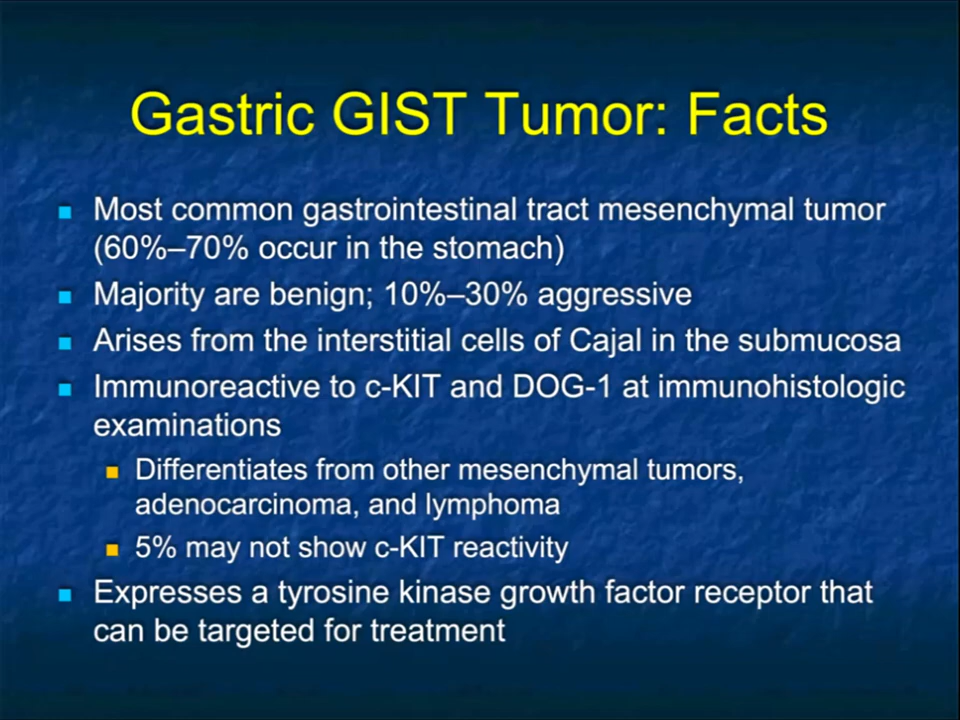 Gastric GIST Tumor: Facts
Most common gastrointestinal tract mesenchymal tumor
(60%–70% occur in the stomach)
Majority are benign; 10%–30% aggressive
Arises from the interstitial cells of Cajal in the submucosa
Immunoreactive to c-KIT and DOG-1 at immunohistologic
examinations
Differentiates from other mesenchymal tumors,
adenocarcinoma, and lymphoma
5% may not show c-KIT reactivity
Expresses a tyrosine kinase growth factor receptor that
can be targeted for treatment